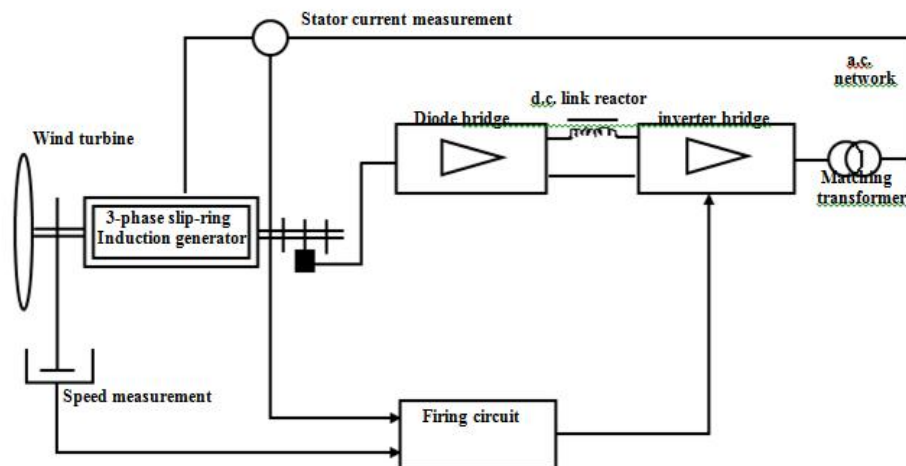 Stator current measurement
a.c.
network
d.c. link reactor
Wind turbine
Diode bridge
inverter bridge
Matching
transformer
3-phase slip-ring
Induction generator
Speed measurement
Firing circuit